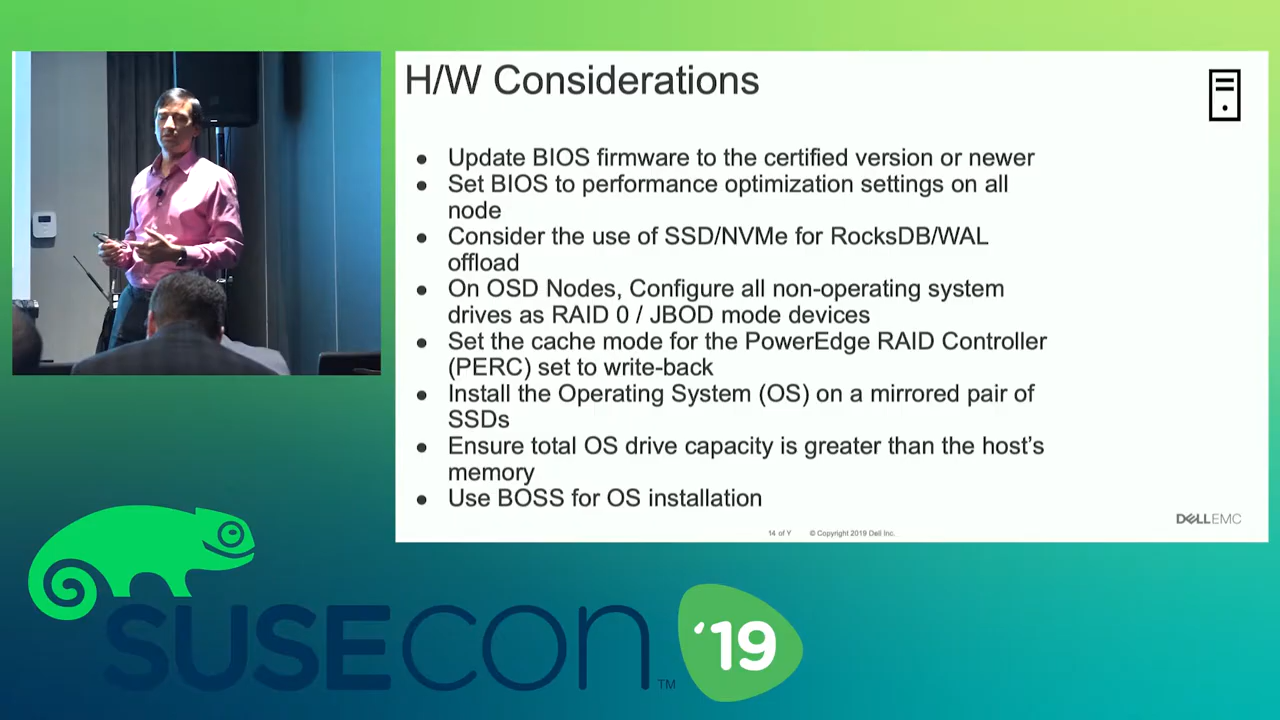 H/W Considerations
● Update BIOS firmware to the certified version or newer
● Set BIOS to performance optimization settings on all
node
● Consider the use of SSD/NVMe for RocksDB/WAL
offload
● On OSD Nodes, Configure all non-operating system
drives as RAID 0 / JBOD mode devices
● Set the cache mode for the PowerEdge RAID Controller
(PERC) set to write-back
● Install the Operating System (OS) on a mirrored pair of
SSDs
● Ensure total OS drive capacity is greater than the host's
memory
● Use BOSS for OS installation
DELLEMC
14 of Y © Copyright 2019 Dell Inc.
SUSECON ™ '19